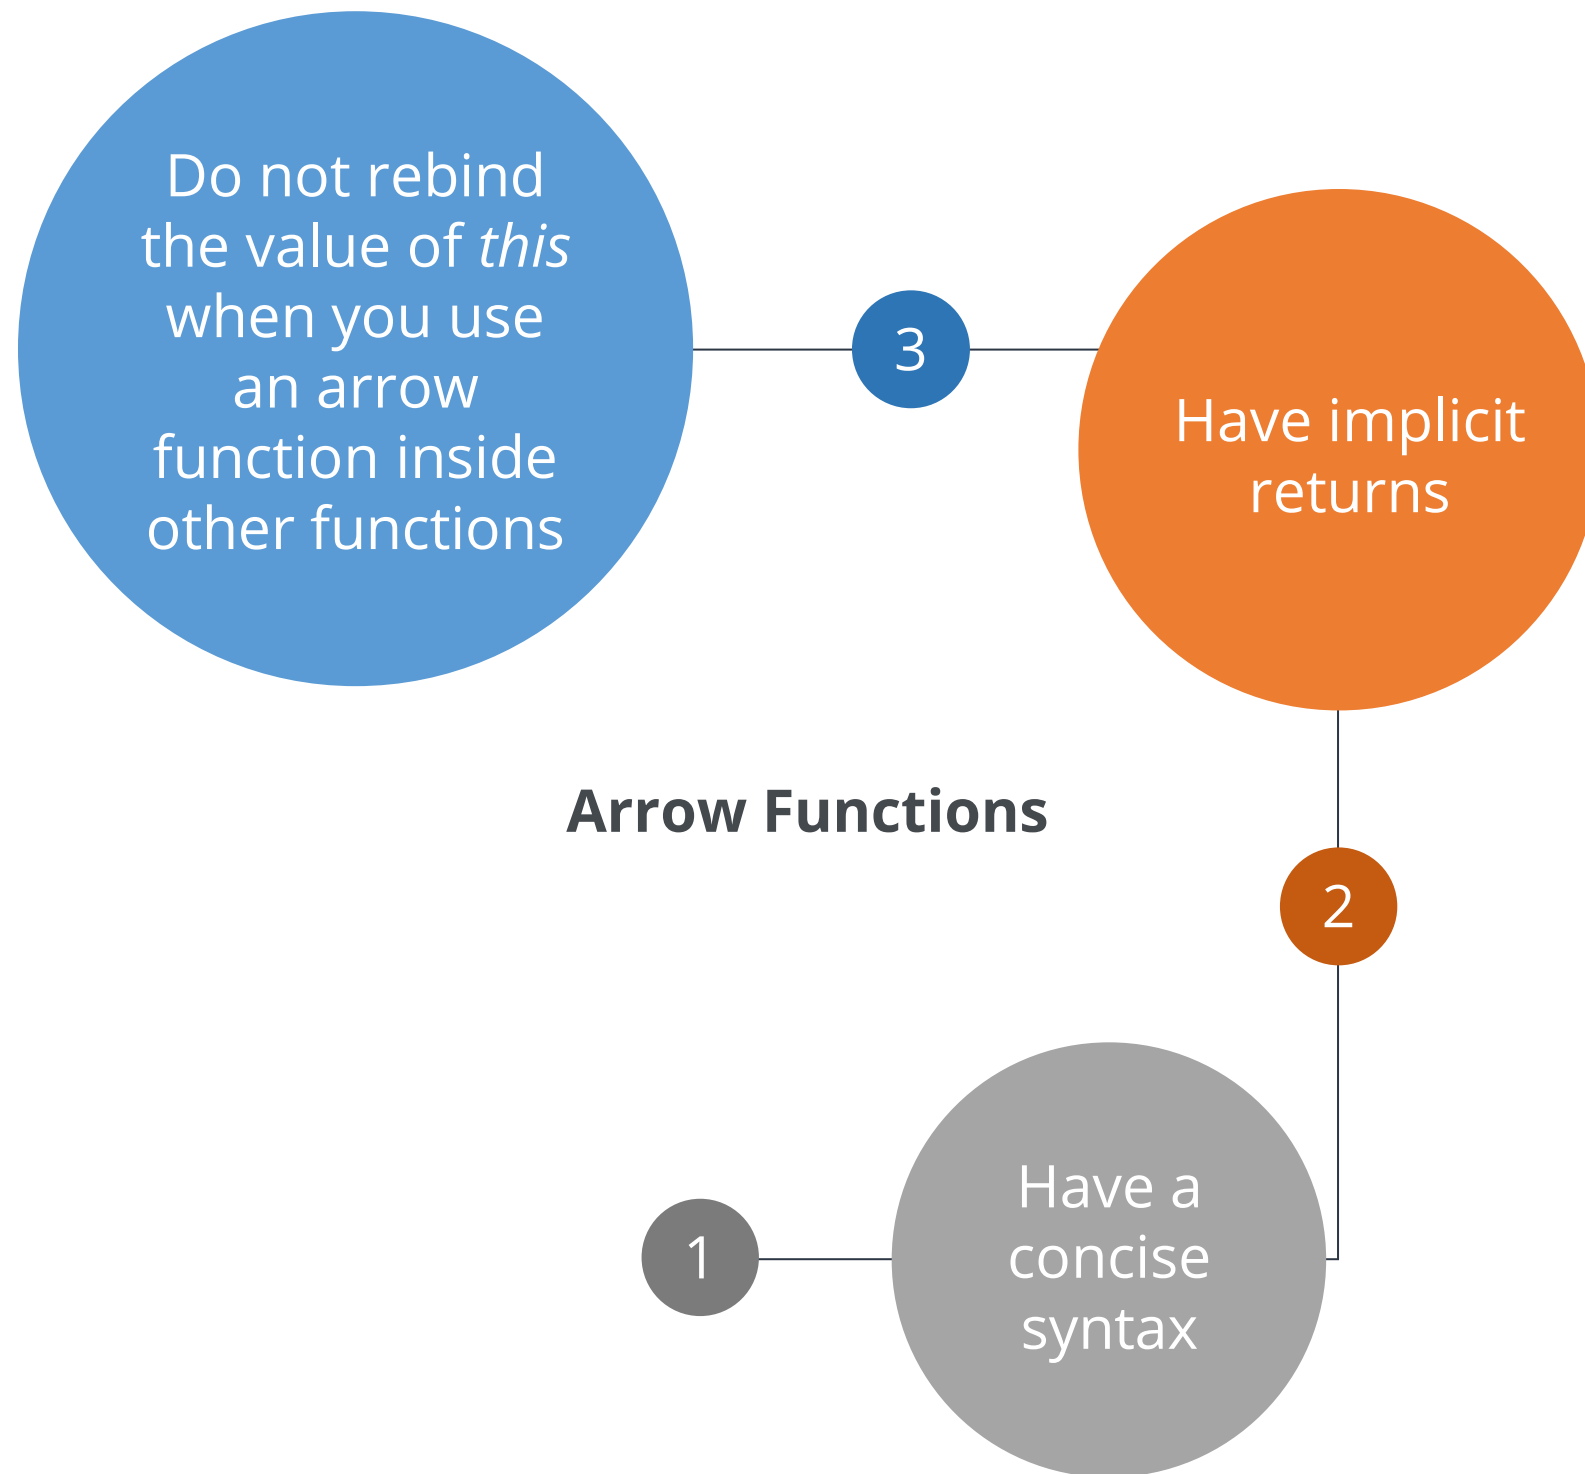 Do not rebind
the value of this
when you use
an arrow
function inside
other functions
3
Have implicit
returns
Arrow Functions
2
Have a
concise
syntax
1